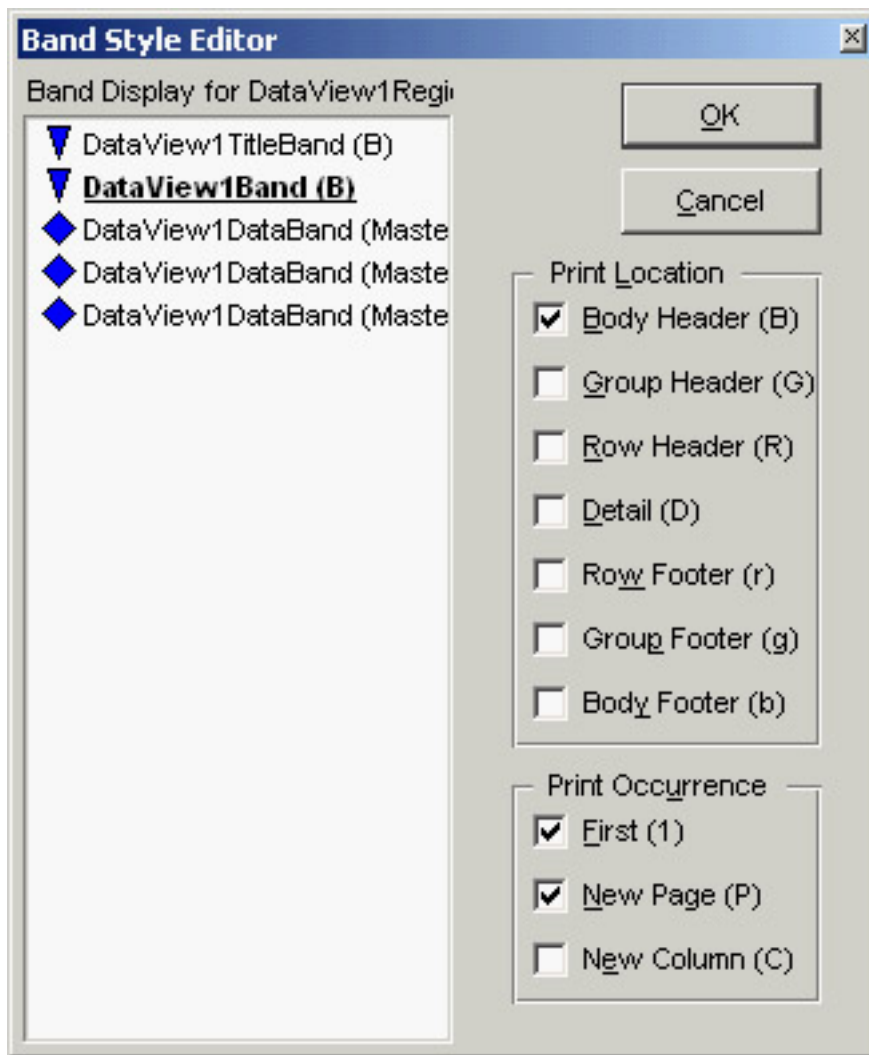 Band Style Editor
Band Display for DataView1Regi
DataView1TitleBand (B)
DataView1Band (B)
DataView1DataBand (Maste
DataView1DataBand (Maste
DataView1DataBand (Maste
OK
Cancel
Print Location
Body Header (B)
Group Header (G)
Row Header (R)
Detail (D)
Row Footer (r)
Group Footer (g)
Body Footer (b)
Print Occurrence
First (1)
New Page (P)
New Column (C)